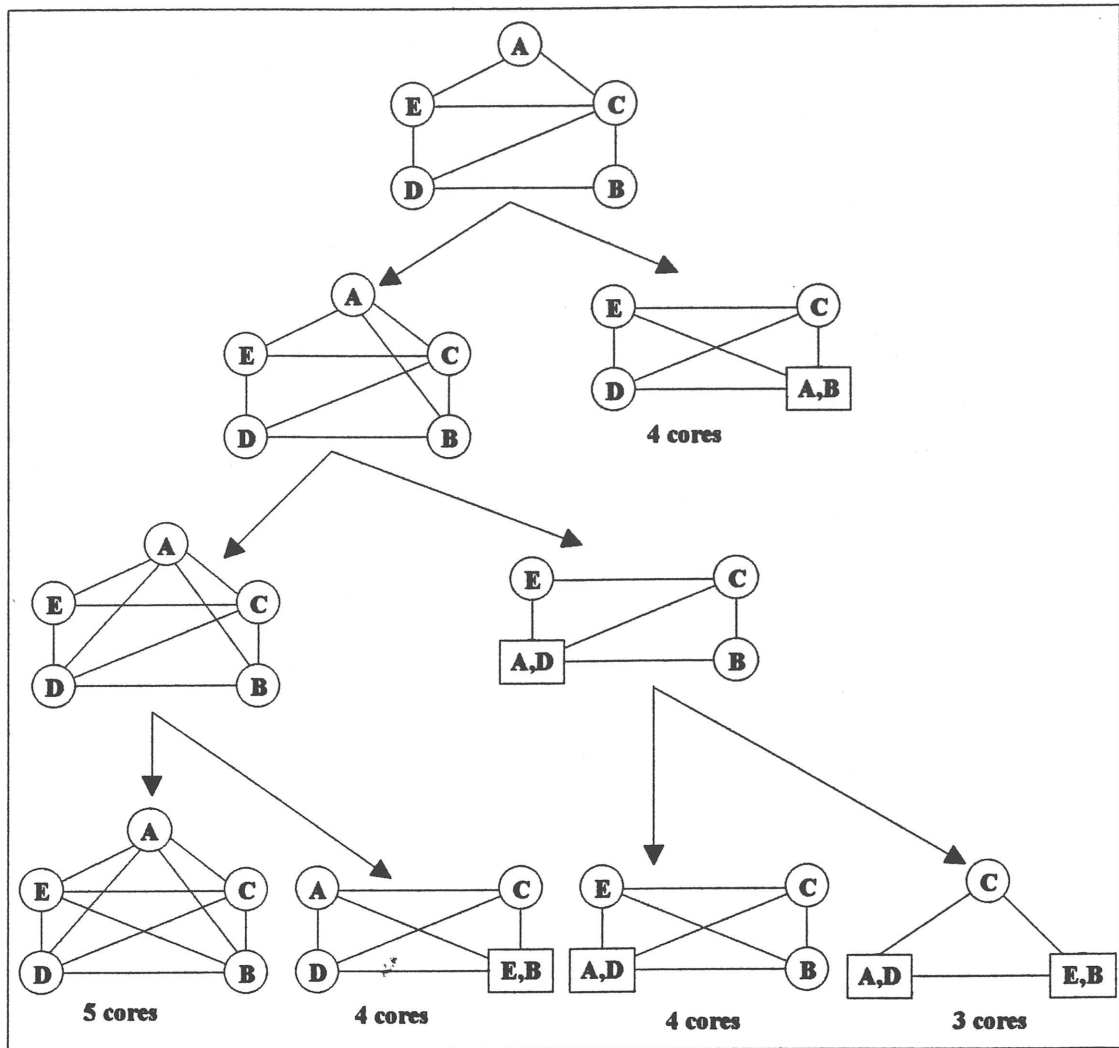 A
E C
D B
A
E C
D B
E C
D A,B
4 cores
A
E C
D B
E C
A,D B
A
E C
D B
5 cores
A C
D E,B
4 cores
E C
A,D B
4 cores
C
A,D E,B
3 cores